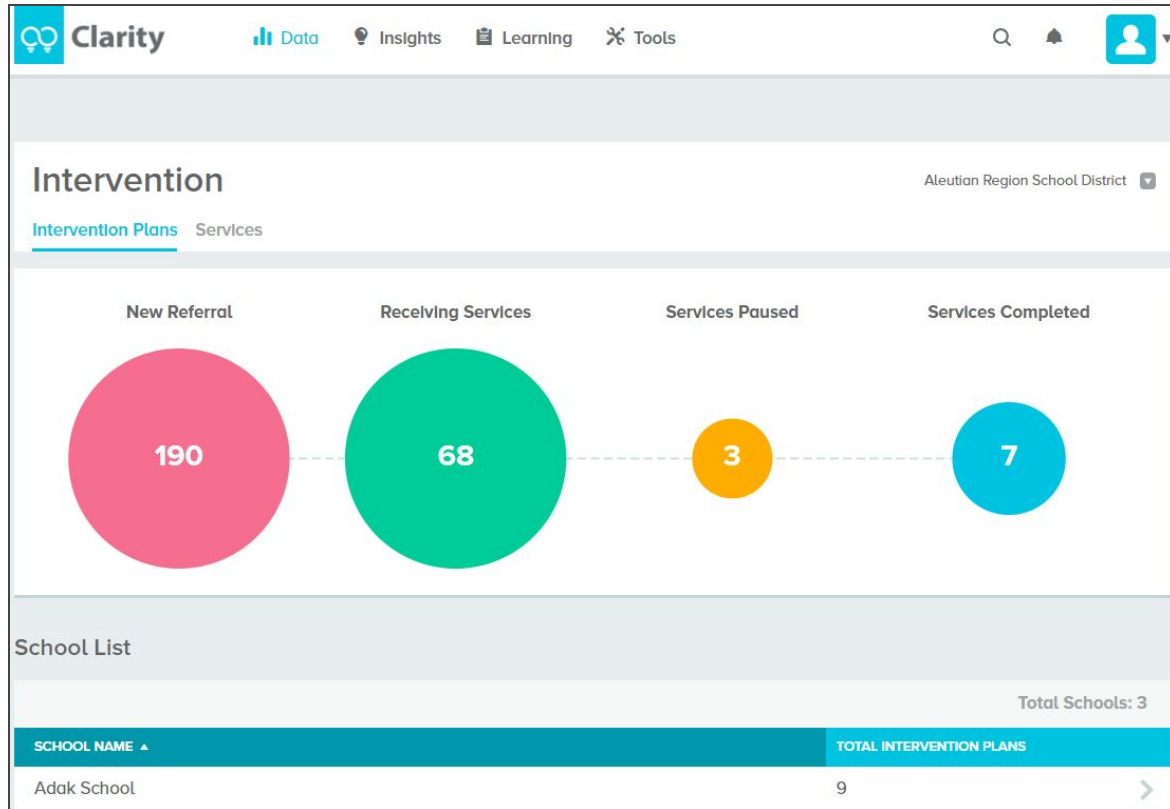 Clarity Data Insights Learning Tools
Intervention
Aleutian Region School District
Intervention Plans Services
New Referral Receiving Services Services Paused Services Completed
190 68 3 7
School List
Total Schools: 3
SCHOOL NAME TOTAL INTERVENTION PLANS
Adak School 9